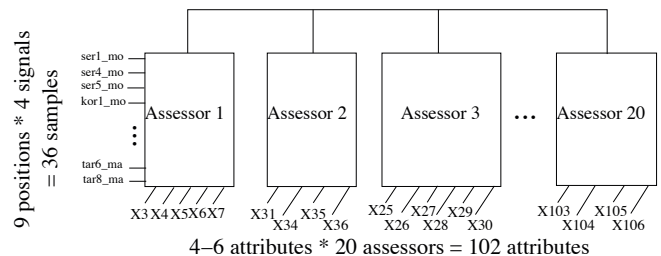 9 positions * 4 signals
= 36 samples
ser1_mo
ser4_mo
ser5_mo
kor1_mo
tar6_ma
tar8_ma
Assessor 1
Assessor 2
Assessor 3
...
Assessor 20
X3 X4 X5 X6 X7
X31 X35
X34 X36
X25 X27 X29
X26 X28 X30
X103 X105
X104 X106
4–6 attributes * 20 assessors = 102 attributes